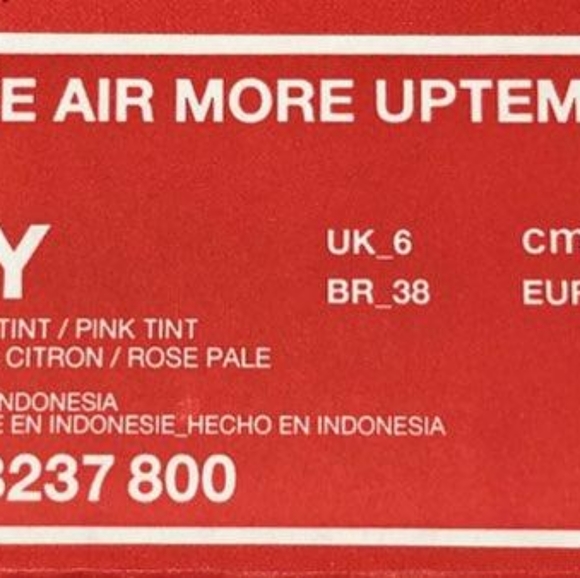 E AIR MORE UPTEM
Y
UK_6 cm
BR_38 EUR
TINT / PINK TINT
CITRON / ROSE PALE
NDONESIA
E EN INDONESIE_HECHO EN INDONESIA
3237 800